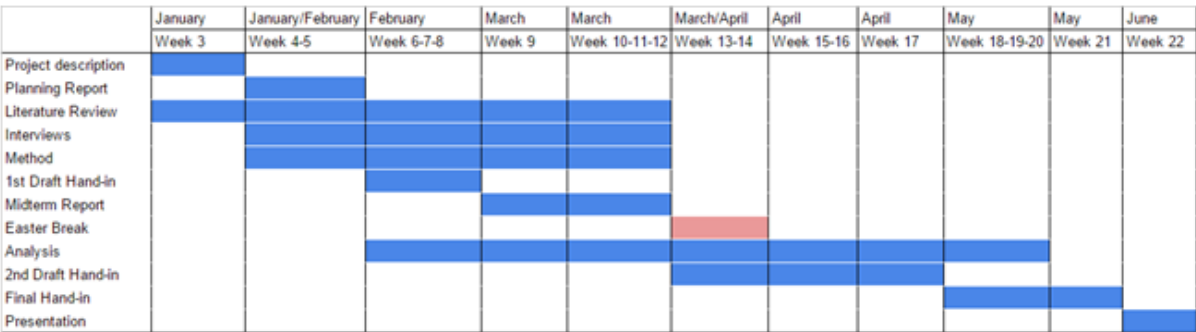 January January/February February March March March/April April April May May June
Week 3 Week 4-5 Week 6-7-8 Week 9 Week 10-11-12 Week 13-14 Week 15-16 Week 17 Week 18-19-20 Week 21 Week 22
Project description
Planning Report
Literature Review
Interviews
Method
1st Draft Hand-in
Midterm Report
Easter Break
Analysis
2nd Draft Hand-in
Final Hand-in
Presentation